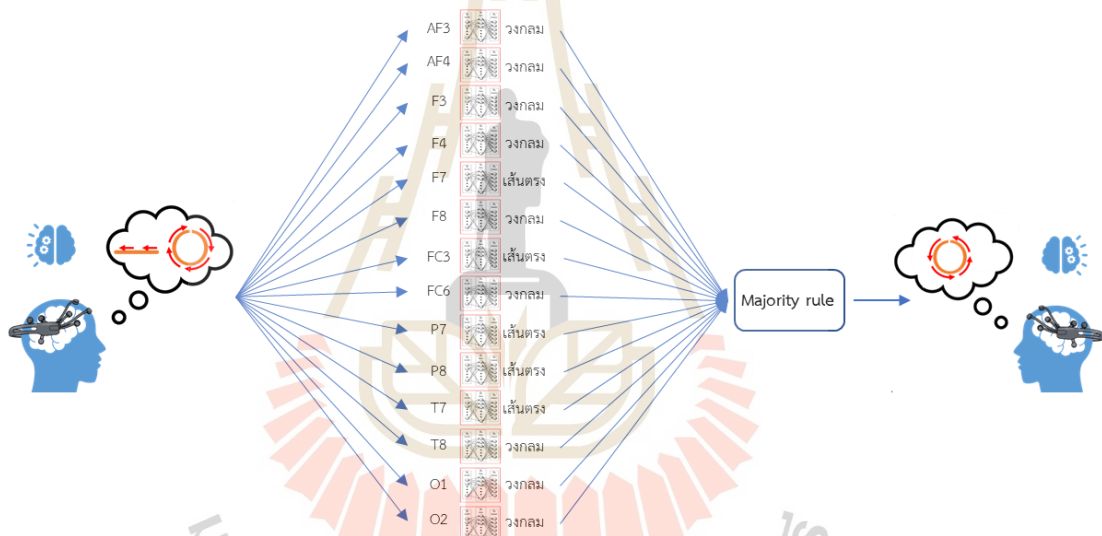 AF3 วงกลม
AF4 วงกลม
F3 วงกลม
F4 วงกลม
F7 เส้นตรง
F8 วงกลม
FC3 เส้นตรง
FC6 วงกลม
P7 เส้นตรง
P8 เส้นตรง
T7 เส้นตรง
T8 วงกลม
O1 วงกลม
O2 วงกลม
Majority rule